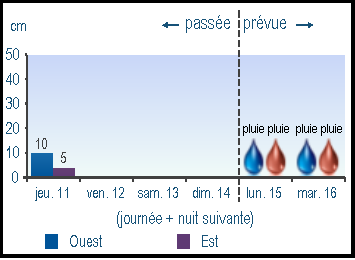 ← passée prévue →
cm
50
40
30
20
10
0
10
5
pluie pluie pluie pluie
jeu. 11 ven. 12 sam. 13 dim. 14 lun. 15 mar. 16
(journée + nuit suivante)
Ouest Est